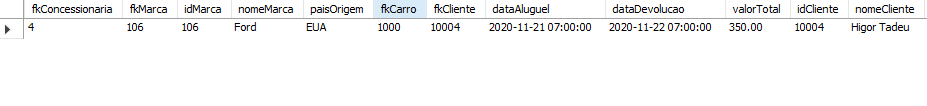 fkConcessionaria fkMarca idMarca nomeMarca paisOrigem fkCarro fkCliente dataAluguel dataDevolucao valorTotal idCliente nomeCliente
4 106 106 Ford EUA 1000 10004 2020-11-21 07:00:00 2020-11-22 07:00:00 350.00 10004 Higor Tadeu